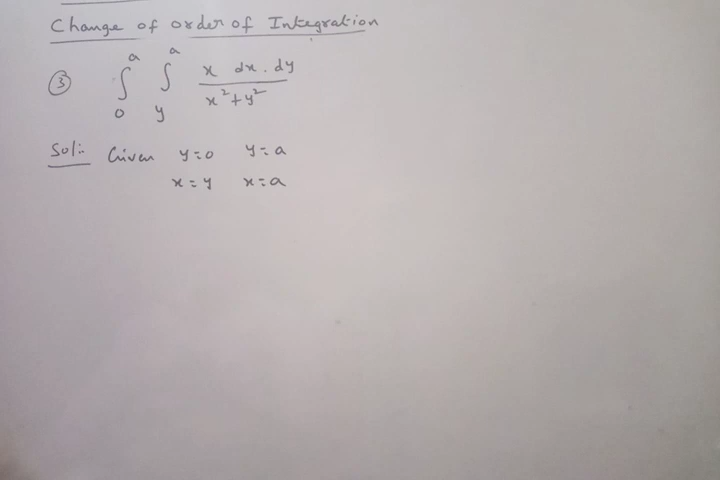 Change of order of Integration
③ ∫₀ᵃ ∫ᵧᵃ x dx. dy / x²+y²
Sol:- Given y=0 y=a
x=y x=a